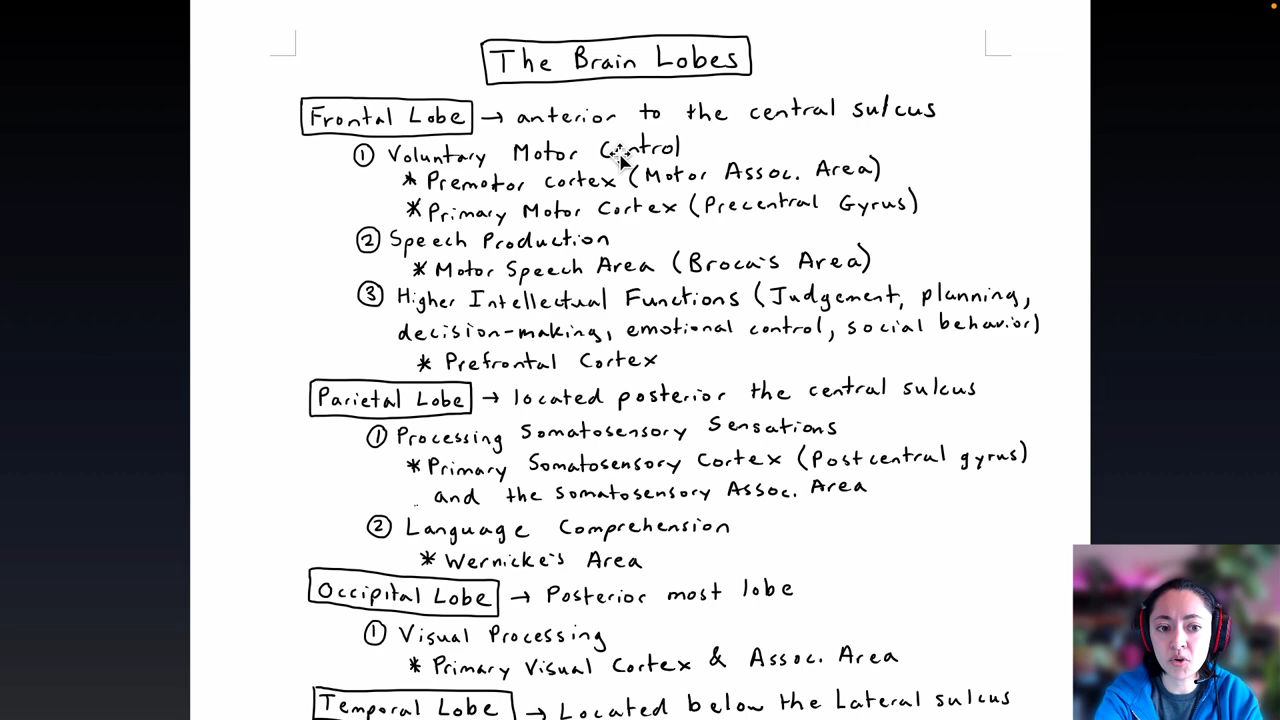 The Brain Lobes
Frontal Lobe → anterior to the central sulcus
① Voluntary Motor Control
* Premotor cortex (Motor Assoc. Area)
* Primary Motor Cortex (Precentral Gyrus)
② Speech Production
* Motor Speech Area (Broca's Area)
③ Higher Intellectual Functions (Judgement, planning,
decision-making, emotional control, social behavior)
* Prefrontal Cortex
Parietal Lobe → located posterior the central sulcus
① Processing Somatosensory Sensations
* Primary Somatosensory Cortex (Postcentral gyrus)
and the Somatosensory Assoc. Area
② Language Comprehension
* Wernicke's Area
Occipital Lobe → Posterior most lobe
① Visual Processing
* Primary Visual Cortex & Assoc. Area
Temporal Lobe → Located below the Lateral sulcus